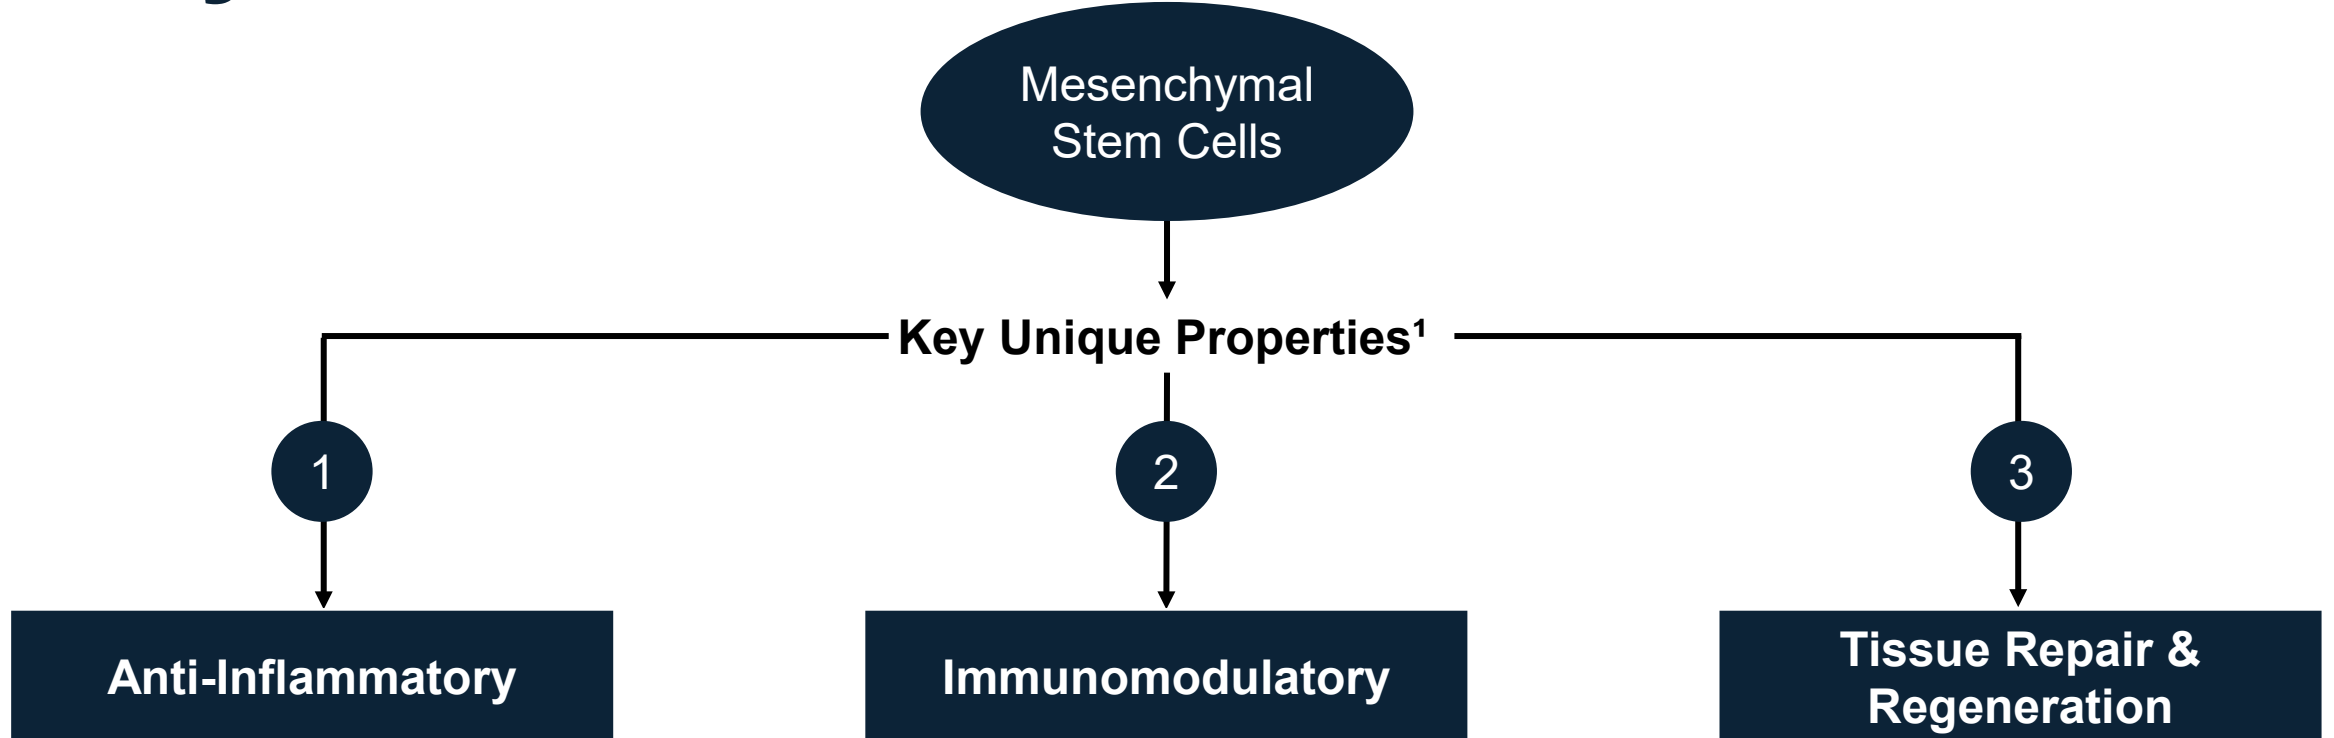 Mesenchymal
Stem Cells
Key Unique Properties¹
1
2
3
Anti-Inflammatory
Immunomodulatory
Tissue Repair &
Regeneration